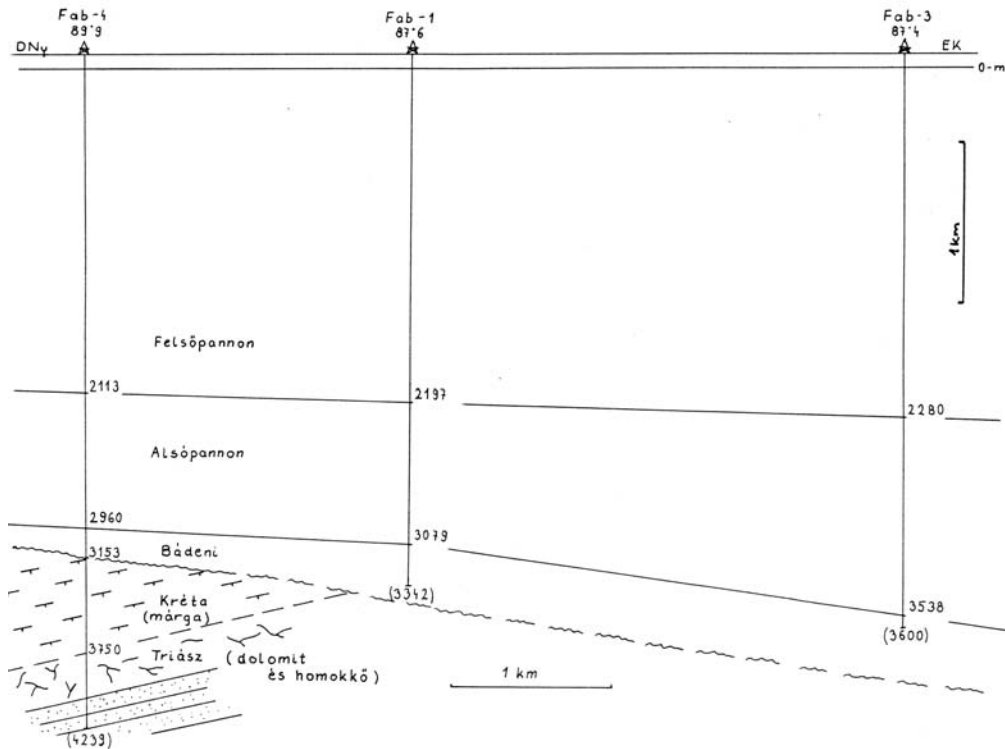 Fab-4
89·9
Fab-1
87·6
Fab-3
87·4
DNy
EK
0-m
1km
Felsőpannon
2113
2197
2280
Alsópannon
2960
3079
3153
Bádeni
Kréta
(márga)
(3342)
3538
(3600)
3750
Triász (dolomit
és homokkő)
1 km
(4239)